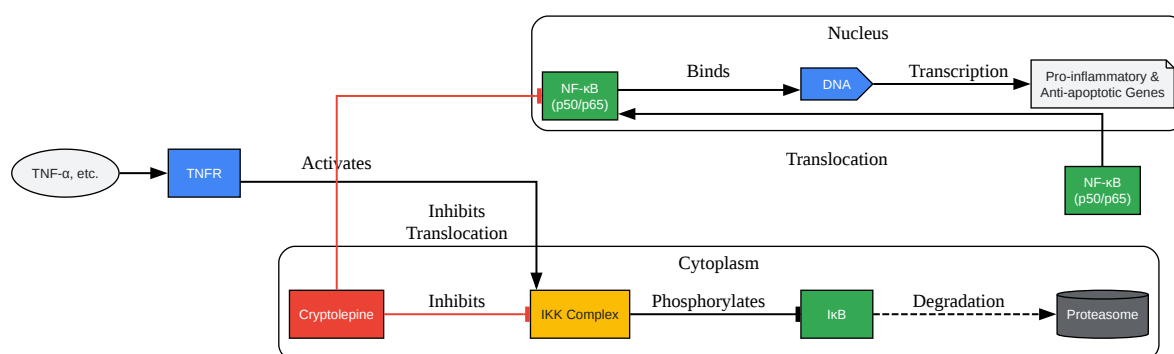 Nucleus
NF-κB
(p50/p65)
Binds
DNA
Transcription
Pro-inflammatory &
Anti-apoptotic Genes
TNF-α, etc.
TNFR
Activates
Translocation
NF-κB
(p50/p65)
Inhibits
Translocation
Cytoplasm
Cryptolepine
Inhibits
IKK Complex
Phosphorylates
IκB
Degradation
Proteasome